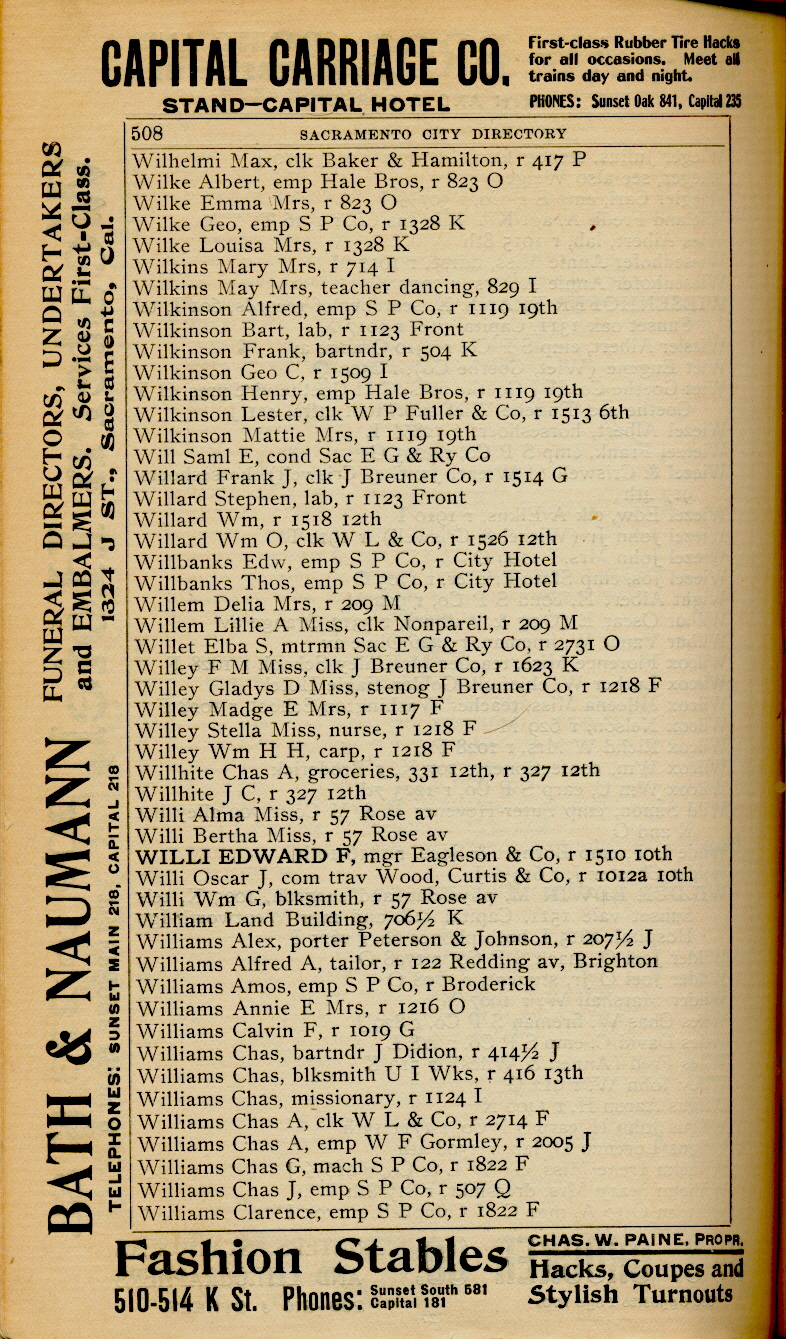 CAPITAL CARRIAGE CO.
STAND—CAPITAL HOTEL
First-class Rubber Tire Hacks
for all occasions. Meet all
trains day and night.
PHONES: Sunset Oak 841, Capital 235
508 SACRAMENTO CITY DIRECTORY
Wilhelmi Max, clk Baker & Hamilton, r 417 P
Wilke Albert, emp Hale Bros, r 823 O
Wilke Emma Mrs, r 823 O
Wilke Geo, emp S P Co, r 1328 K
Wilke Louisa Mrs, r 1328 K
Wilkins Mary Mrs, r 714 I
Wilkins May Mrs, teacher dancing, 829 I
Wilkinson Alfred, emp S P Co, r 1119 19th
Wilkinson Bart, lab, r 1123 Front
Wilkinson Frank, bartndr, r 504 K
Wilkinson Geo C, r 1509 I
Wilkinson Henry, emp Hale Bros, r 1119 19th
Wilkinson Lester, clk W P Fuller & Co, r 1513 6th
Wilkinson Mattie Mrs, r 1119 19th
Will Saml E, cond Sac E G & Ry Co
Willard Frank J, clk J Breuner Co, r 1514 G
Willard Stephen, lab, r 1123 Front
Willard Wm, r 1518 12th
Willard Wm O, clk W L & Co, r 1526 12th
Willbanks Edw, emp S P Co, r City Hotel
Willbanks Thos, emp S P Co, r City Hotel
Willem Delia Mrs, r 209 M
Willem Lillie A Miss, clk Nonpareil, r 209 M
Willet Elba S, mtrmn Sac E G & Ry Co, r 2731 O
Willey F M Miss, clk J Breuner Co, r 1623 K
Willey Gladys D Miss, stenog J Breuner Co, r 1218 F
Willey Madge E Mrs, r 1117 F
Willey Stella Miss, nurse, r 1218 F
Willey Wm H H, carp, r 1218 F
Willhite Chas A, groceries, 331 12th, r 327 12th
Willhite J C, r 327 12th
Willi Alma Miss, r 57 Rose av
Willi Bertha Miss, r 57 Rose av
WILLI EDWARD F, mgr Eagleson & Co, r 1510 10th
Willi Oscar J, com trav Wood, Curtis & Co, r 1012a 10th
Willi Wm G, blksmith, r 57 Rose av
William Land Building, 706½ K
Williams Alex, porter Peterson & Johnson, r 207½ J
Williams Alfred A, tailor, r 122 Redding av, Brighton
Williams Amos, emp S P Co, r Broderick
Williams Annie E Mrs, r 1216 O
Williams Calvin F, r 1019 G
Williams Chas, bartndr J Didion, r 414½ J
Williams Chas, blksmith U I Wks, r 416 13th
Williams Chas, missionary, r 1124 I
Williams Chas A, clk W L & Co, r 2714 F
Williams Chas A, emp W F Gormley, r 2005 J
Williams Chas G, mach S P Co, r 1822 F
Williams Chas J, emp S P Co, r 507 Q
Williams Clarence, emp S P Co, r 1822 F
BATH & NAUMANN
FUNERAL DIRECTORS, UNDERTAKERS
and EMBALMERS. Services First-Class.
TELEPHONES: SUNSET MAIN 218, CAPITAL 218
1324 J ST., Sacramento, Cal.
Fashion Stables
510-514 K St. Phones: Sunset South 681
Capital 181
CHAS. W. PAINE, PROPR.
Hacks, Coupes and
Stylish Turnouts